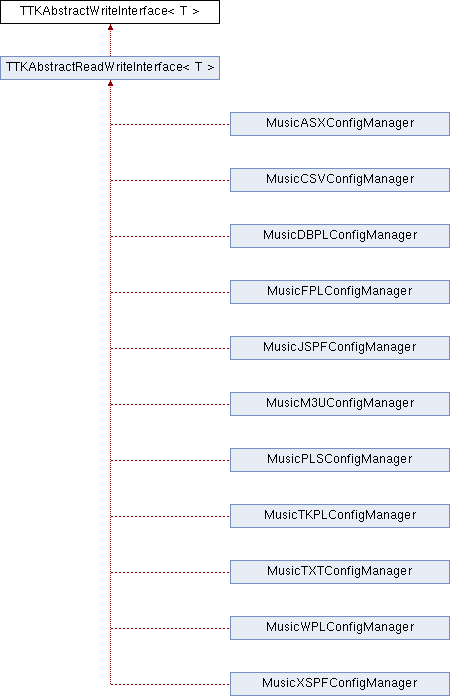 TTKAbstractWriteInterface< T >
TTKAbstractReadWriteInterface< T >
MusicASXConfigManager
MusicCSVConfigManager
MusicDBPLConfigManager
MusicFPLConfigManager
MusicJSPFConfigManager
MusicM3UConfigManager
MusicPLSConfigManager
MusicTKPLConfigManager
MusicTXTConfigManager
MusicWPLConfigManager
MusicXSPFConfigManager